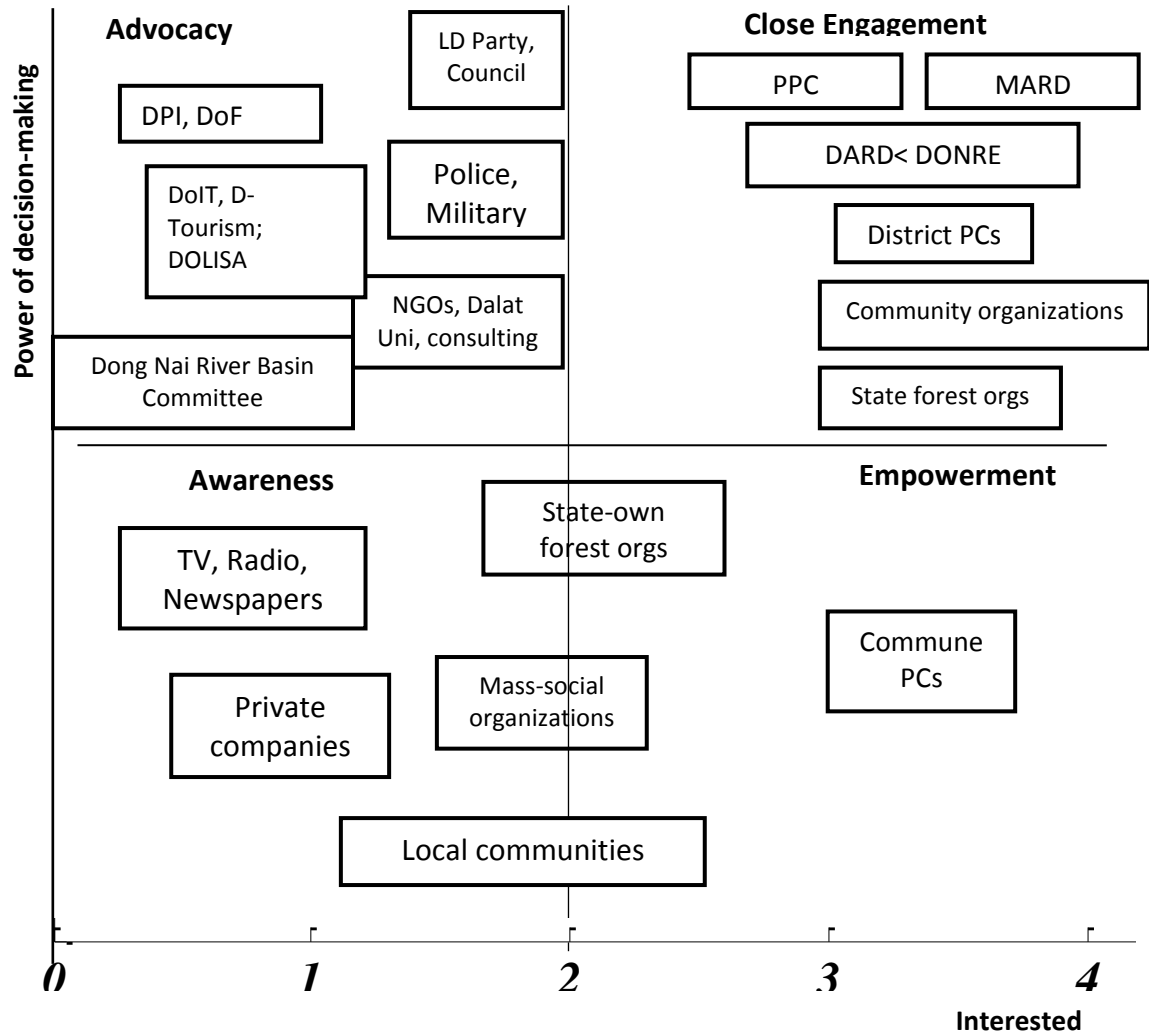 Power of decision-making
Advocacy
Close Engagement
LD Party,
Council
PPC
MARD
DPI, DoF
DARD< DONRE
Police,
Military
DoIT, D-
Tourism;
DOLISA
District PCs
NGOs, Dalat
Uni, consulting
Community organizations
Dong Nai River Basin
Committee
State forest orgs
Awareness
Empowerment
State-own
forest orgs
TV, Radio,
Newspapers
Commune
PCs
Mass-social
organizations
Private
companies
Local communities
0 1 2 3 4
Interested